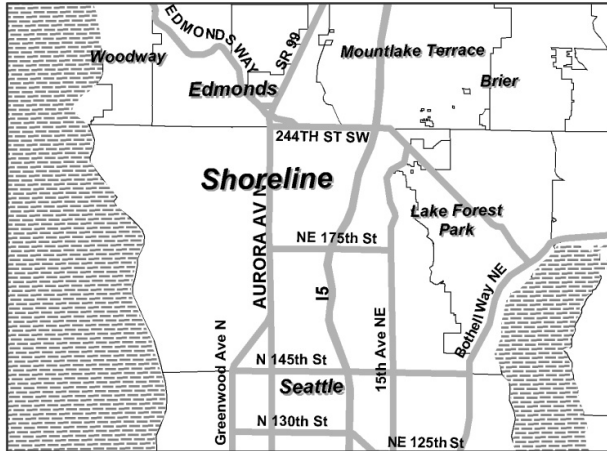 EDMONDS WAY
SR 99
Mountlake Terrace
Woodway
Brier
Edmonds
244TH ST SW
Shoreline
AURORA AV N
Lake Forest
Park
NE 175th St
I5
Bothell Way NE
Greenwood Ave N
15th Ave NE
N 145th St
Seattle
N 130th St
NE 125th St